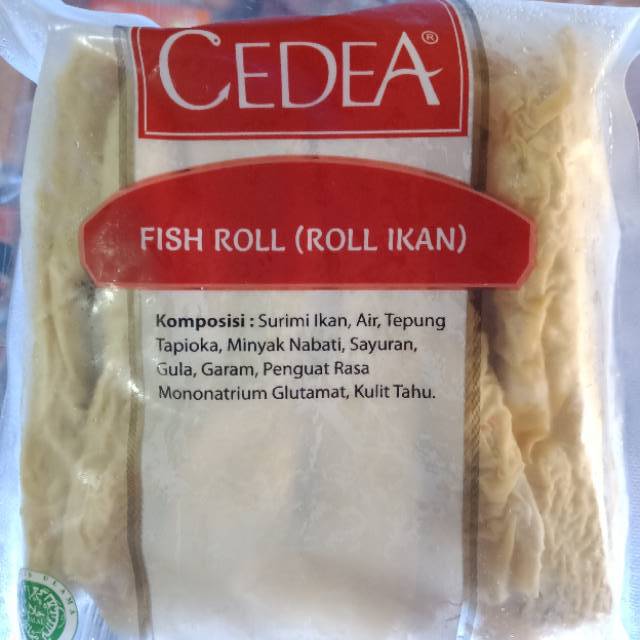 CEDEA®
FISH ROLL (ROLL IKAN)
Komposisi : Surimi Ikan, Air, Tepung
Tapioka, Minyak Nabati, Sayuran,
Gula, Garam, Penguat Rasa
Mononatrium Glutamat, Kulit Tahu.